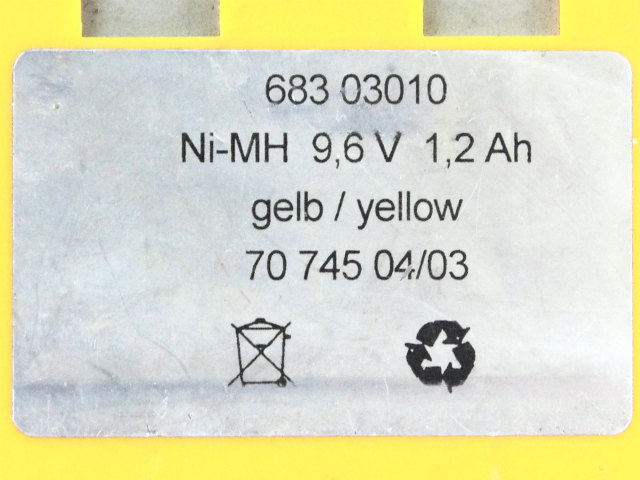 683 03010
Ni-MH 9,6 V 1,2 Ah
gelb / yellow
70 745 04/03